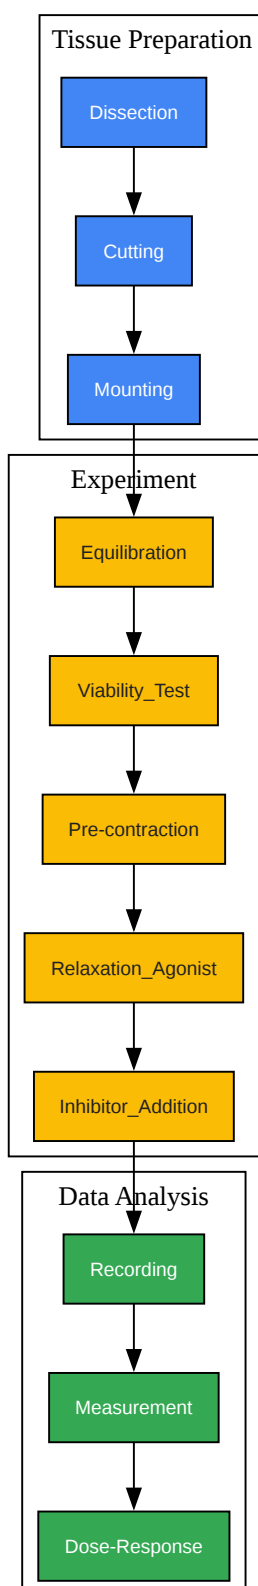 Tissue Preparation
Dissection
Cutting
Mounting
Experiment
Equilibration
Viability_Test
Pre-contraction
Relaxation_Agonist
Inhibitor_Addition
Data Analysis
Recording
Measurement
Dose-Response